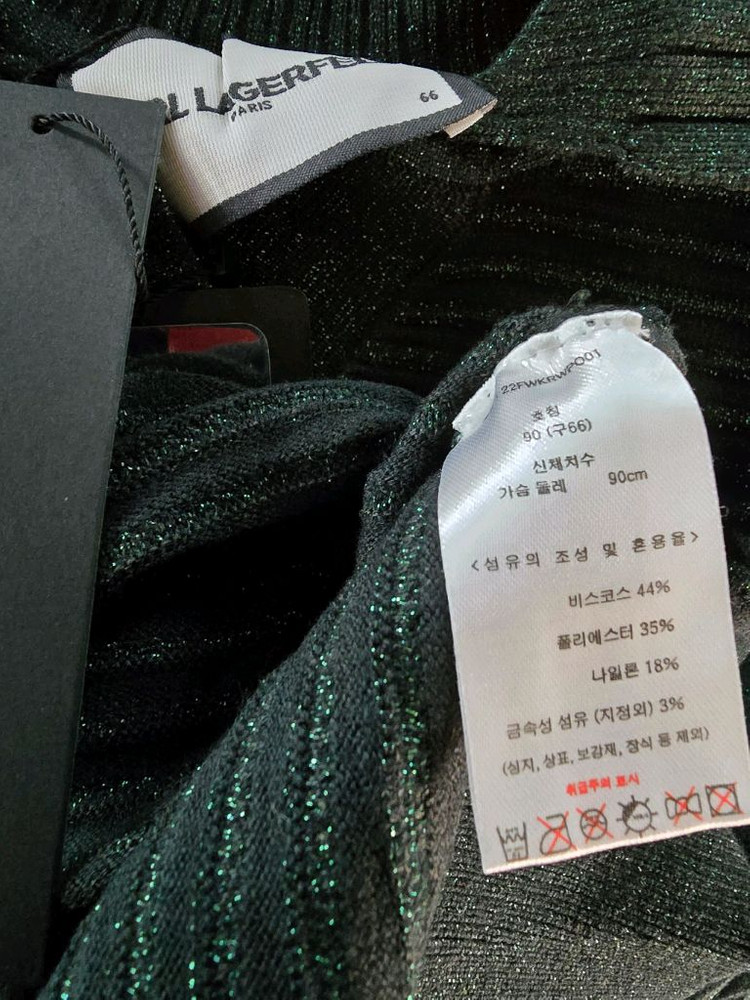 L LAGERFEL
PARIS
66
22FWKRWPO01
호칭
90 (구66)
신체치수
가슴 둘레 90cm
<섬유의 조성 및 혼용율>
비스코스 44%
폴리에스터 35%
나일론 18%
금속성 섬유 (지정외) 3%
(심지, 상표, 보강재, 장식 등 제외)
취급주의 표시